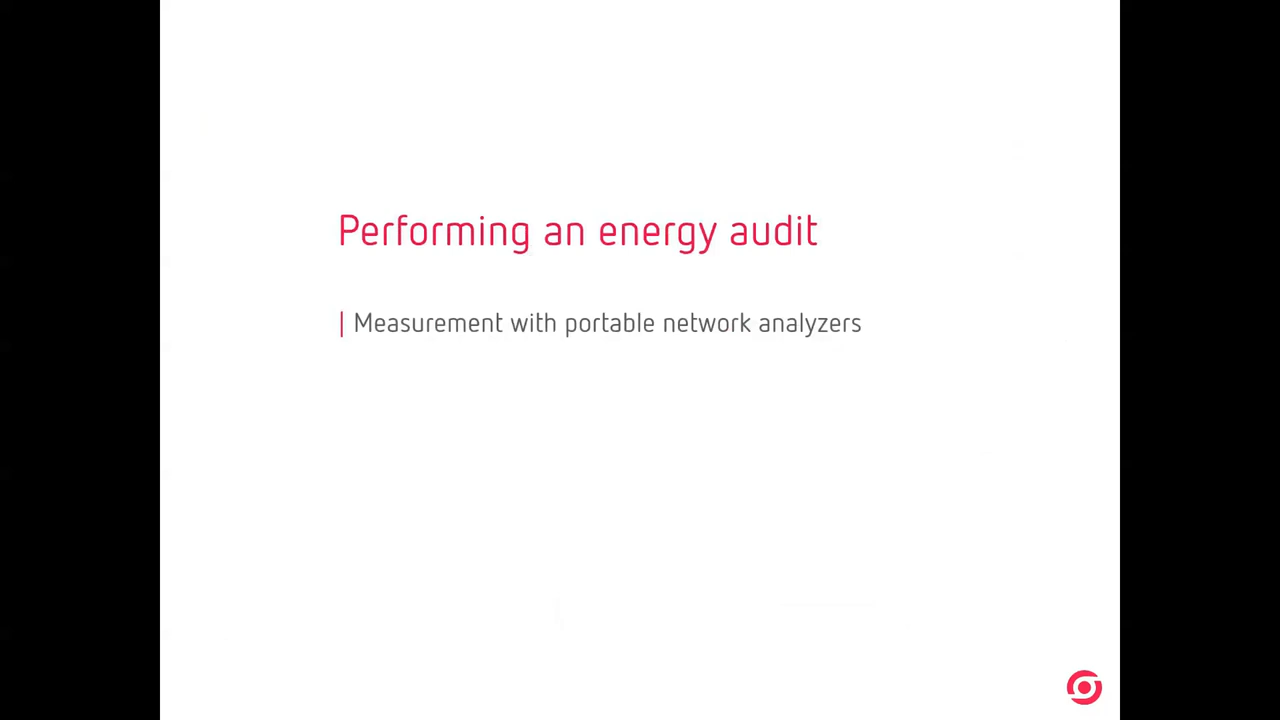 Performing an energy audit
| Measurement with portable network analyzers